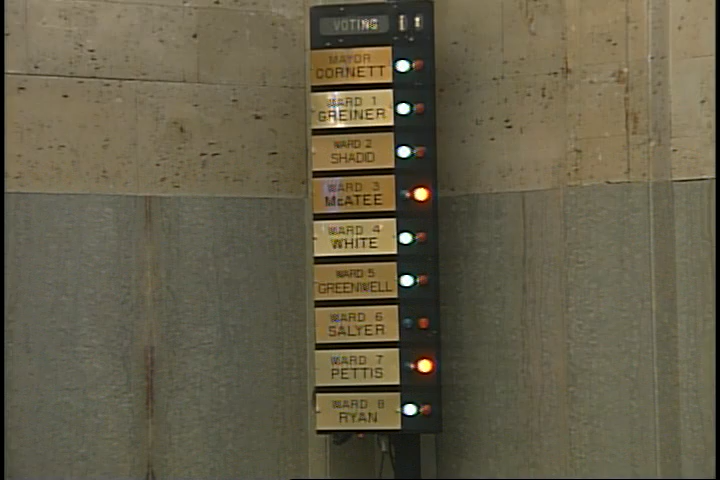 VOTING
MAYOR
CORNETT
WARD 1
GREINER
WARD 2
SHADID
WARD 3
McATEE
WARD 4
WHITE
WARD 5
GREENWELL
WARD 6
SALYER
WARD 7
PETTIS
WARD 8
RYAN